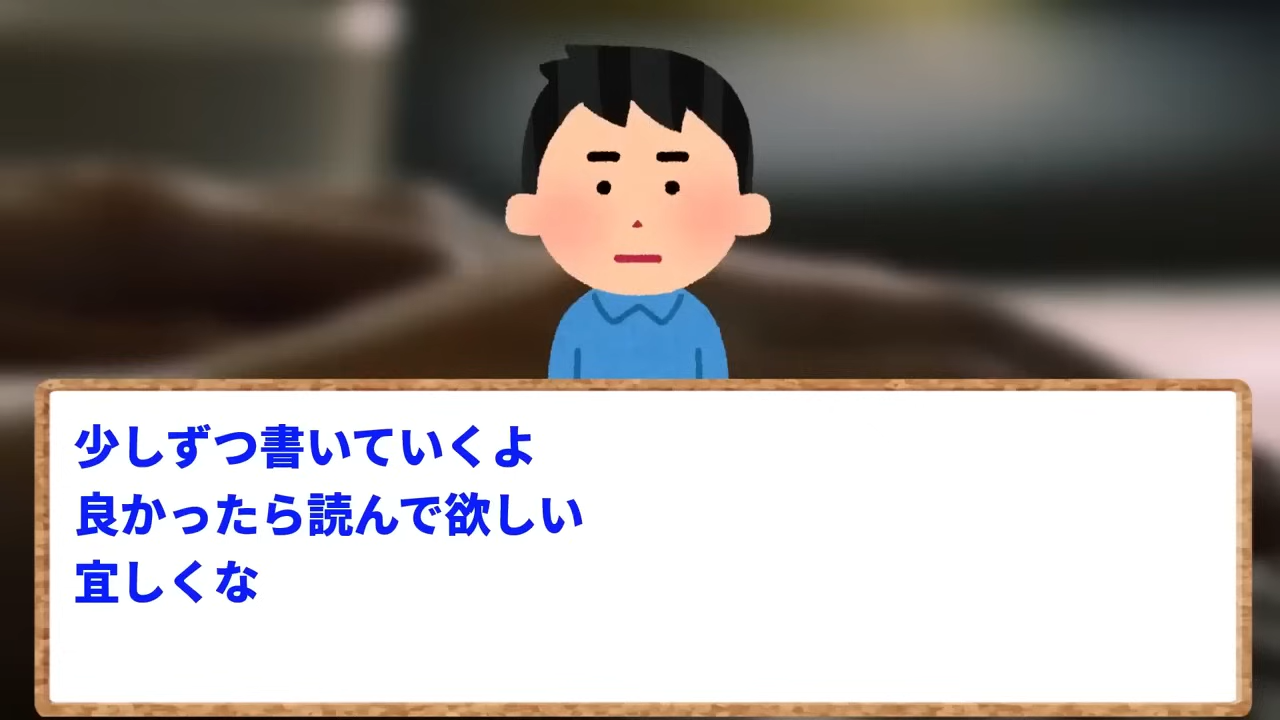 少しずつ書いていくよ
良かったら読んで欲しい
宜しくな